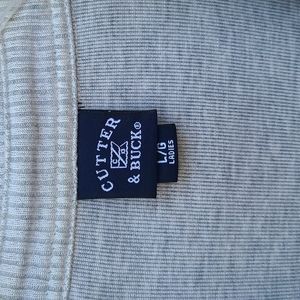 CUTTER
& BUCK®
L/G
LADIES